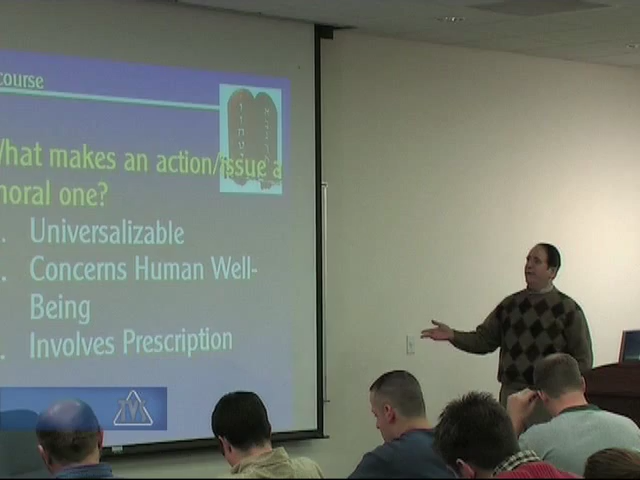 course
What makes an action/issue a
moral one?
. Universalizable
. Concerns Human Well-
Being
. Involves Prescription